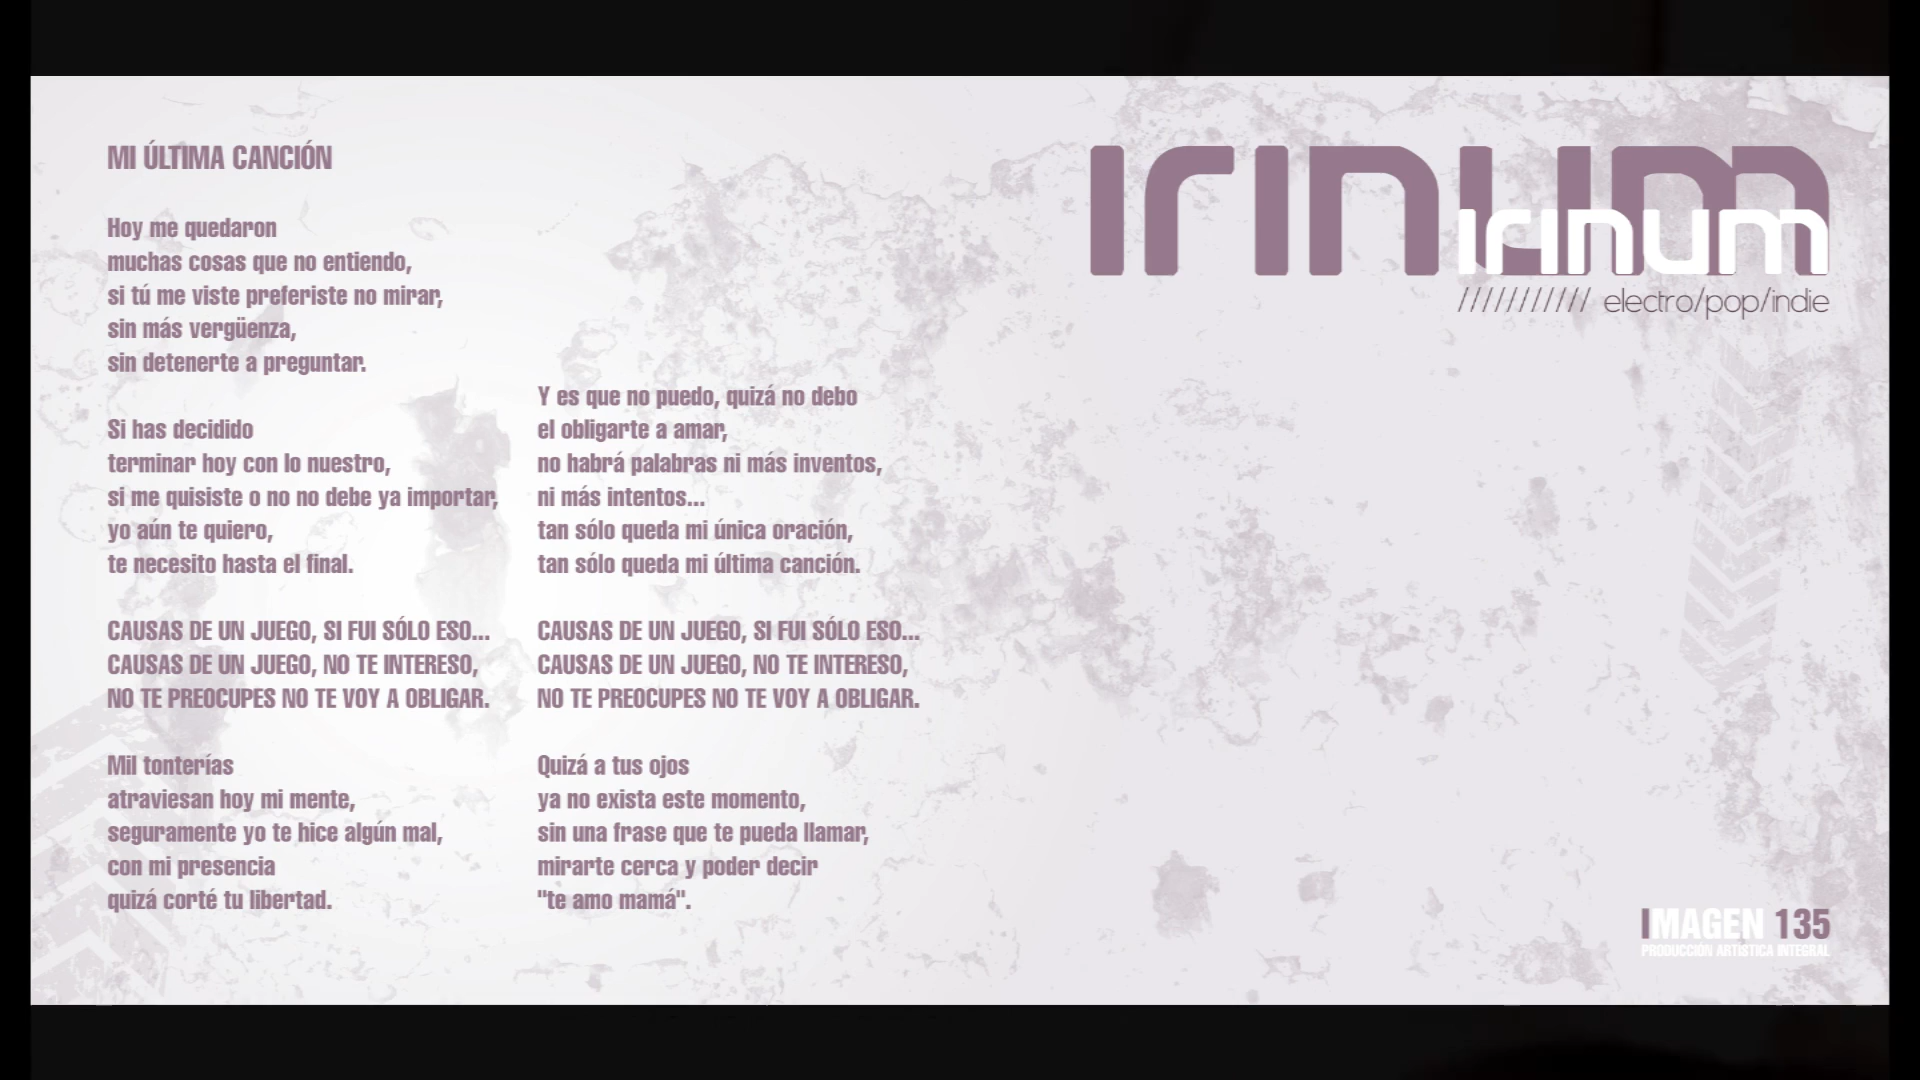 MI ÚLTIMA CANCIÓN
Hoy me quedaron
muchas cosas que no entiendo,
si tú me viste preferiste no mirar,
sin más vergüenza,
sin detenerte a preguntar.
Si has decidido
terminar hoy con lo nuestro,
si me quisiste o no no debe ya importar,
yo aún te quiero,
te necesito hasta el final.
CAUSAS DE UN JUEGO, SI FUI SÓLO ESO...
CAUSAS DE UN JUEGO, NO TE INTERESO,
NO TE PREOCUPES NO TE VOY A OBLIGAR.
Mil tonterías
atraviesan hoy mi mente,
seguramente yo te hice algún mal,
con mi presencia
quizá corté tu libertad.
Y es que no puedo, quizá no debo
el obligarte a amar,
no habrá palabras ni más inventos,
ni más intentos...
tan sólo queda mi única oración,
tan sólo queda mi última canción.
CAUSAS DE UN JUEGO, SI FUI SÓLO ESO...
CAUSAS DE UN JUEGO, NO TE INTERESO,
NO TE PREOCUPES NO TE VOY A OBLIGAR.
Quizá a tus ojos
ya no exista este momento,
sin una frase que te pueda llamar,
mirarte cerca y poder decir
"te amo mamá".
irinum
irinum
/////////// electro/pop/indie
IMAGEN 135
PRODUCCIÓN ARTÍSTICA INTEGRAL